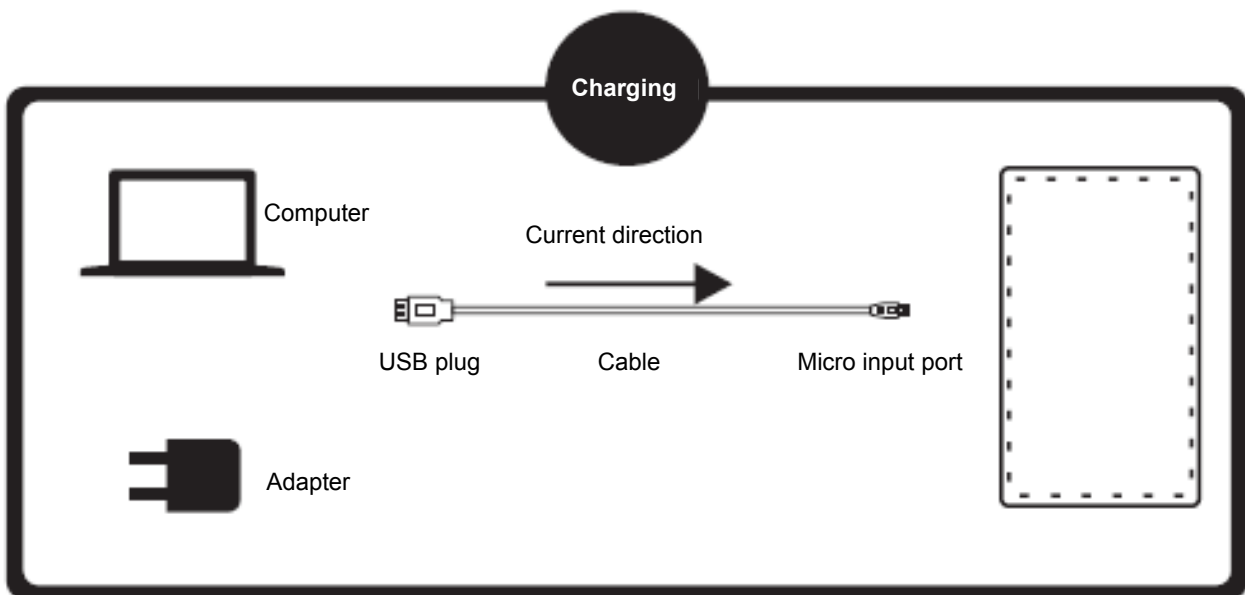 Charging
Computer
Current direction
USB plug
Cable
Micro input port
Adapter